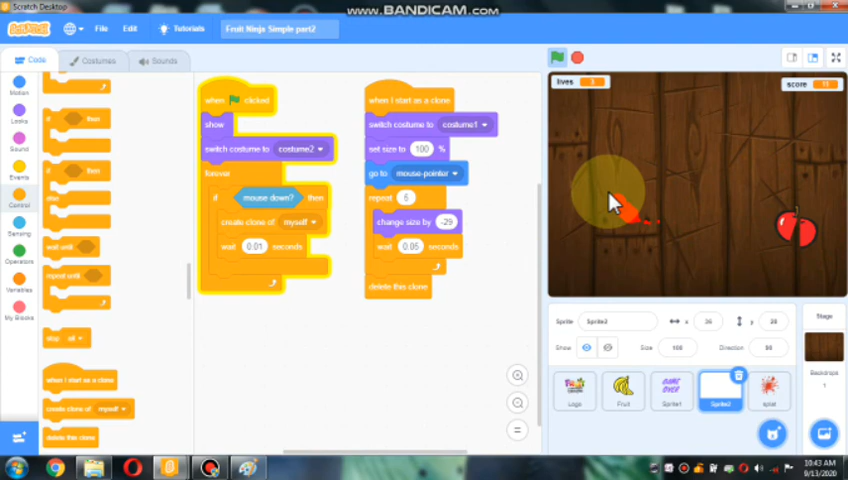 www.BANDICAM.com
Scratch Desktop
SCRATCH
File
Edit
Tutorials
Fruit Ninja Simple part2
Code
Costumes
Sounds
Motion
Looks
Sound
Events
Control
Sensing
Operators
Variables
My Blocks
if then
if then
else
wait until
repeat until
stop all
when I start as a clone
create clone of myself
delete this clone
when clicked
show
switch costume to costume2
forever
if mouse down? then
create clone of myself
wait 0.01 seconds
when I start as a clone
switch costume to costume1
set size to 100 %
go to mouse-pointer
repeat 5
change size by -29
wait 0.05 seconds
delete this clone
lives 3
score
Sprite Sprite2 x y
Show Size 100 Direction
Stage
Backdrops
1
Logo
Fruit
Sprite1
Sprite2
splat
GAME OVER
10:43 AM
9/13/2020